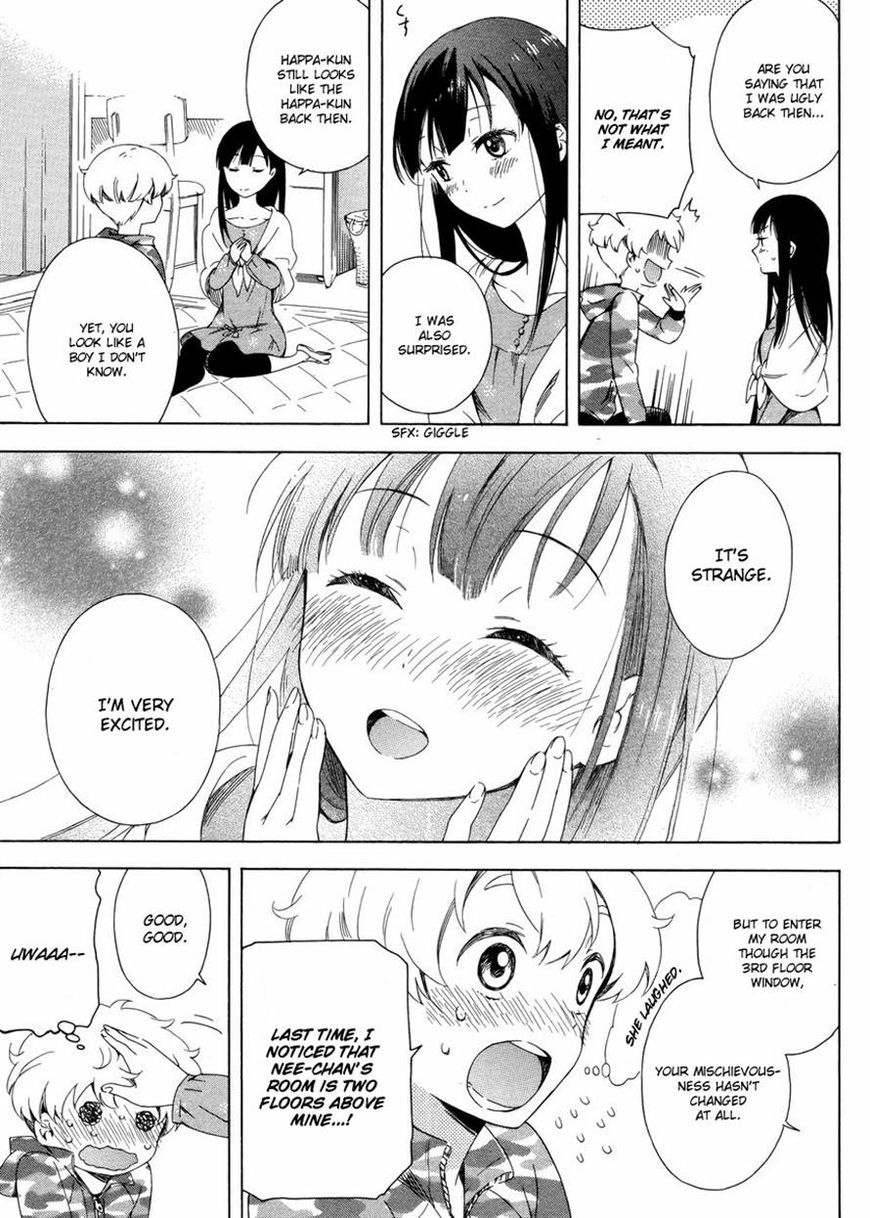 ARE YOU
SAYING THAT
I WAS UGLY
BACK THEN...
NO, THAT'S
NOT WHAT
I MEANT.
I WAS
ALSO
SURPRISED.
SFX: GIGGLE
HAPPA-KUN
STILL LOOKS
LIKE THE
HAPPA-KUN
BACK THEN.
YET, YOU
LOOK LIKE A
BOY I DON'T
KNOW.
IT'S
STRANGE.
I'M VERY
EXCITED.
BUT TO ENTER
MY ROOM
THOUGH THE
3RD FLOOR
WINDOW,
YOUR MISCHIEVOUS-
NESS HASN'T
CHANGED
AT ALL.
SHE LAUGHED.
LAST TIME, I
NOTICED THAT
NEE-CHAN'S
ROOM IS TWO
FLOORS ABOVE
MINE...!
GOOD,
GOOD.
UWAAA--